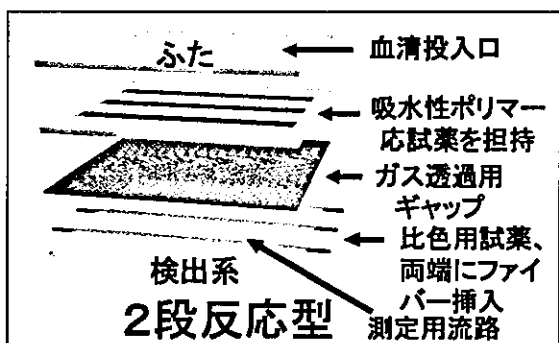 ふた
血清投入口
吸水性ポリマー
応試薬を担持
ガス透過用
ギャップ
比色用試薬、
両端にファイ
バー挿入
測定用流路
検出系
2段反応型